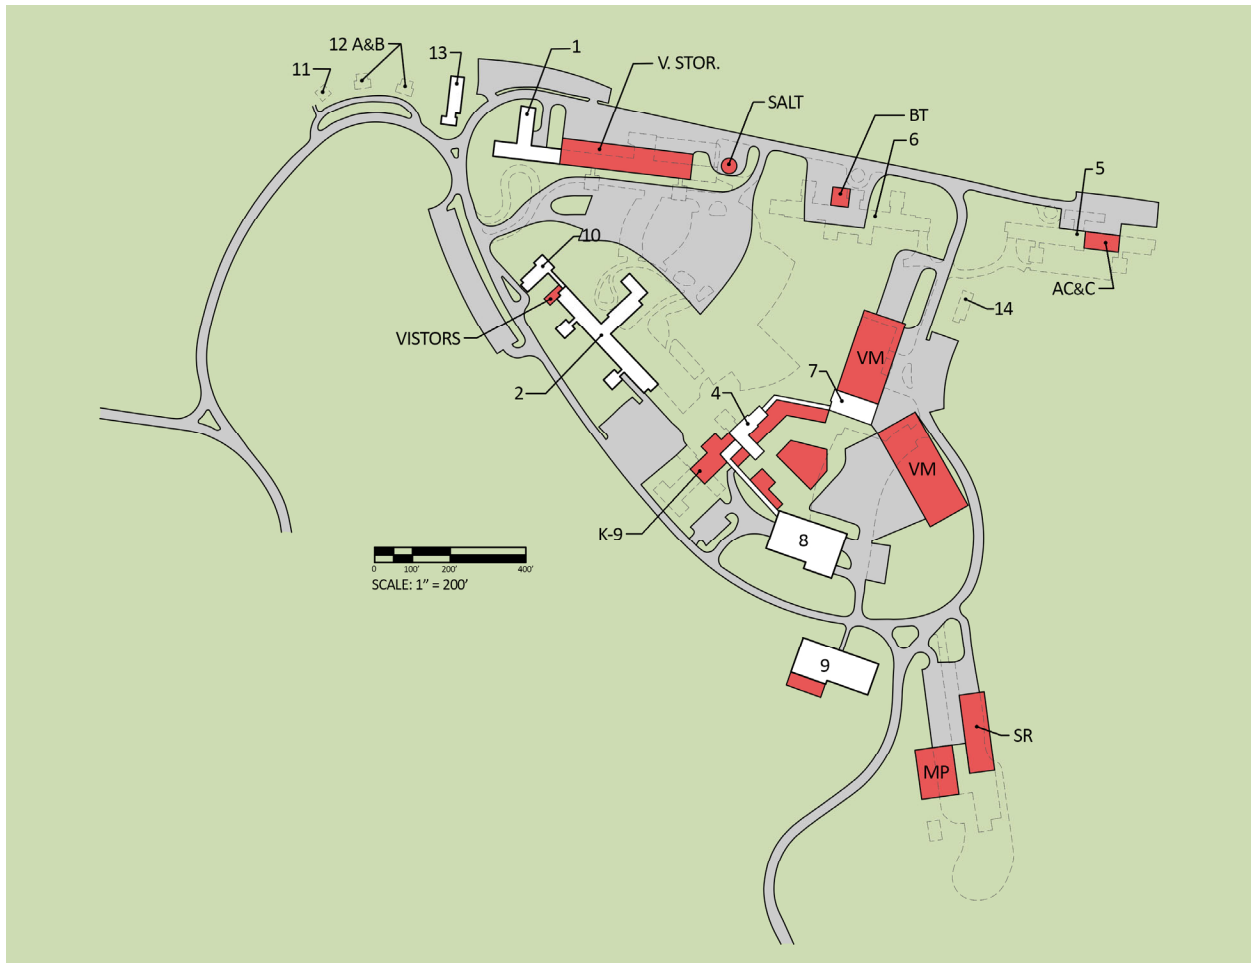 1
12 A&B
13
V. STOR.
11
SALT
BT
6
5
10
AC&C
14
VISTORS
VM
7
2
4
VM
K-9
8
0 100' 200' 400'
SCALE: 1” = 200’
9
SR
MP